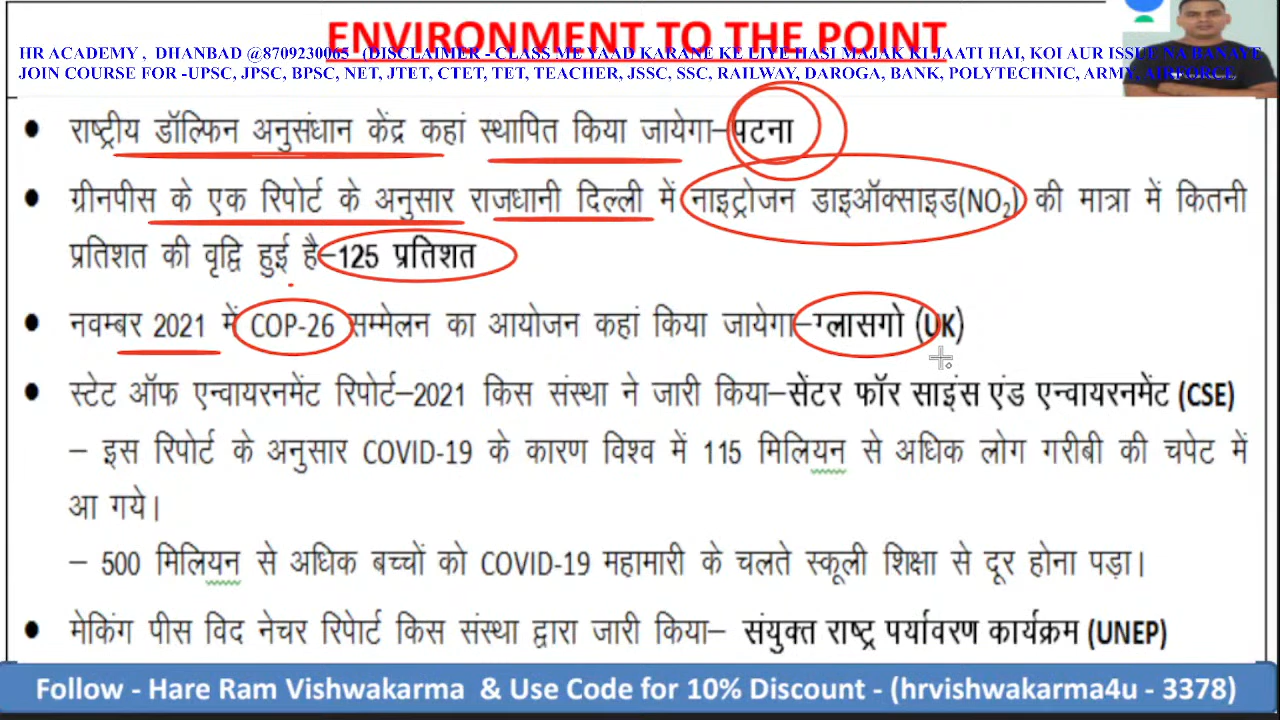 ENVIRONMENT TO THE POINT
HR ACADEMY , DHANBAD @8709230065 (DISCLAIMER - CLASS ME YAAD KARANE KE LIYE HASI MAJAK KI JAATI HAI, KOI AUR ISSUE NA BANAYE
JOIN COURSE FOR -UPSC, JPSC, BPSC, NET, JTET, CTET, TET, TEACHER, JSSC, SSC, RAILWAY, DAROGA, BANK, POLYTECHNIC, ARMY, AIRFORCE
• राष्ट्रीय डॉल्फिन अनुसंधान केंद्र कहां स्थापित किया जायेगा–पटना
• ग्रीनपीस के एक रिपोर्ट के अनुसार राजधानी दिल्ली में नाइट्रोजन डाइऑक्साइड(NO₂) की मात्रा में कितनी
प्रतिशत की वृद्वि हुई है–125 प्रतिशत
• नवम्बर 2021 में COP-26 सम्मेलन का आयोजन कहां किया जायेगा–ग्लासगो (UK)
• स्टेट ऑफ एन्वायरनमेंट रिपोर्ट–2021 किस संस्था ने जारी किया–सेंटर फॉर साइंस एंड एन्वायरनमेंट (CSE)
– इस रिपोर्ट के अनुसार COVID-19 के कारण विश्व में 115 मिलियन से अधिक लोग गरीबी की चपेट में
आ गये।
– 500 मिलियन से अधिक बच्चों को COVID-19 महामारी के चलते स्कूली शिक्षा से दूर होना पड़ा।
• मेकिंग पीस विद नेचर रिपोर्ट किस संस्था द्वारा जारी किया– संयुक्त राष्ट्र पर्यावरण कार्यक्रम (UNEP)
Follow - Hare Ram Vishwakarma & Use Code for 10% Discount - (hrvishwakarma4u - 3378)